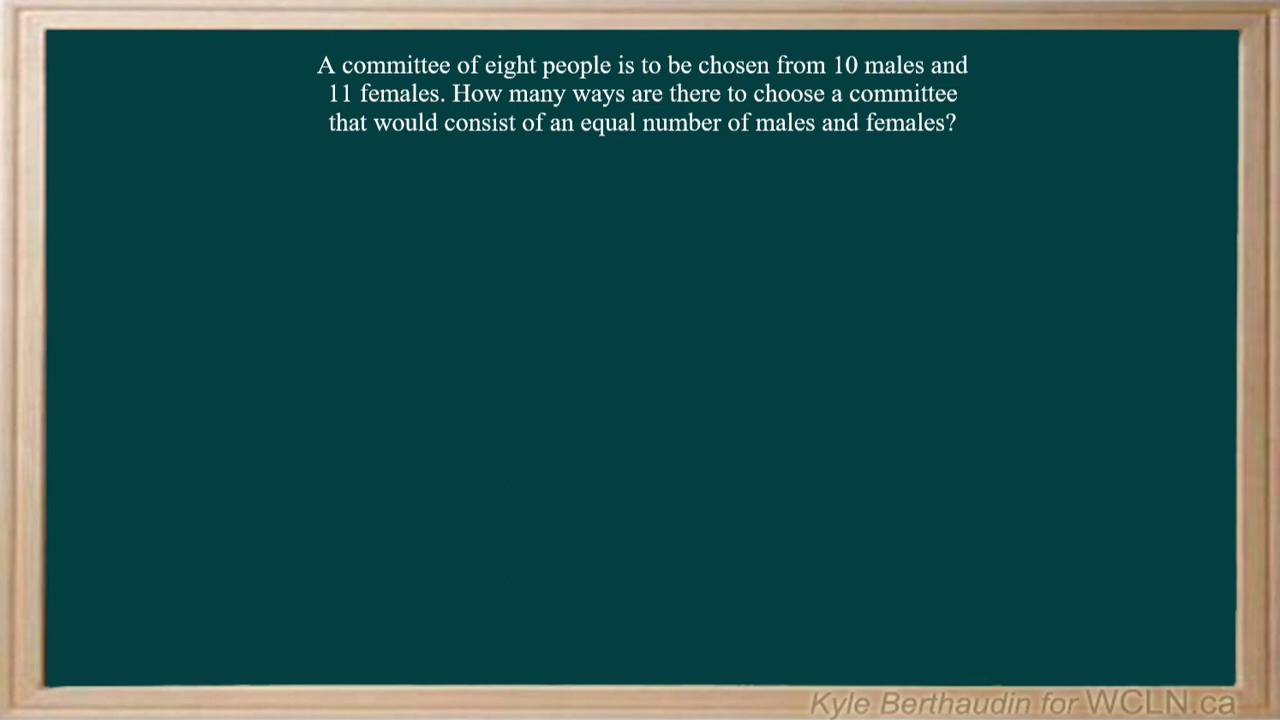 A committee of eight people is to be chosen from 10 males and
11 females. How many ways are there to choose a committee
that would consist of an equal number of males and females?
Kyle Berthaudin for WCLN.ca